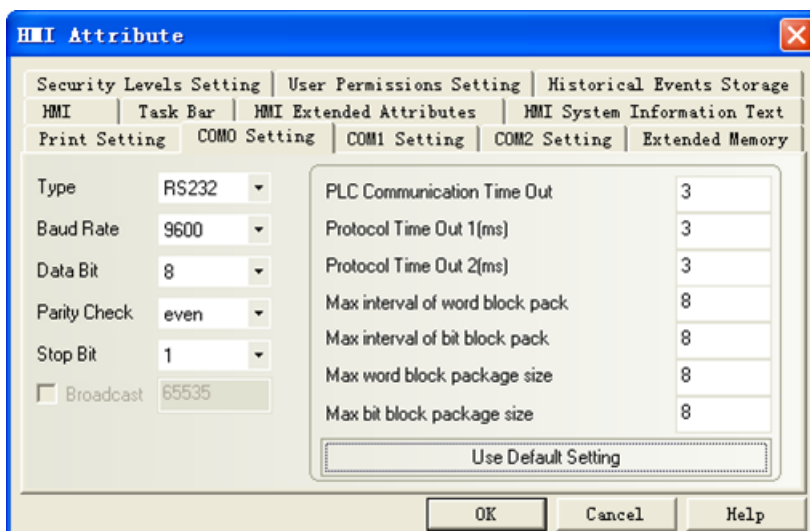 HMI Attribute
Security Levels Setting User Permissions Setting Historical Events Storage
HMI Task Bar HMI Extended Attributes HMI System Information Text
Print Setting COM0 Setting COM1 Setting COM2 Setting Extended Memory
Type RS232
Baud Rate 9600
Data Bit 8
Parity Check even
Stop Bit 1
Broadcast 65535
PLC Communication Time Out 3
Protocol Time Out 1(ms) 3
Protocol Time Out 2(ms) 3
Max interval of word block pack 8
Max interval of bit block pack 8
Max word block package size 8
Max bit block package size 8
Use Default Setting
OK Cancel Help